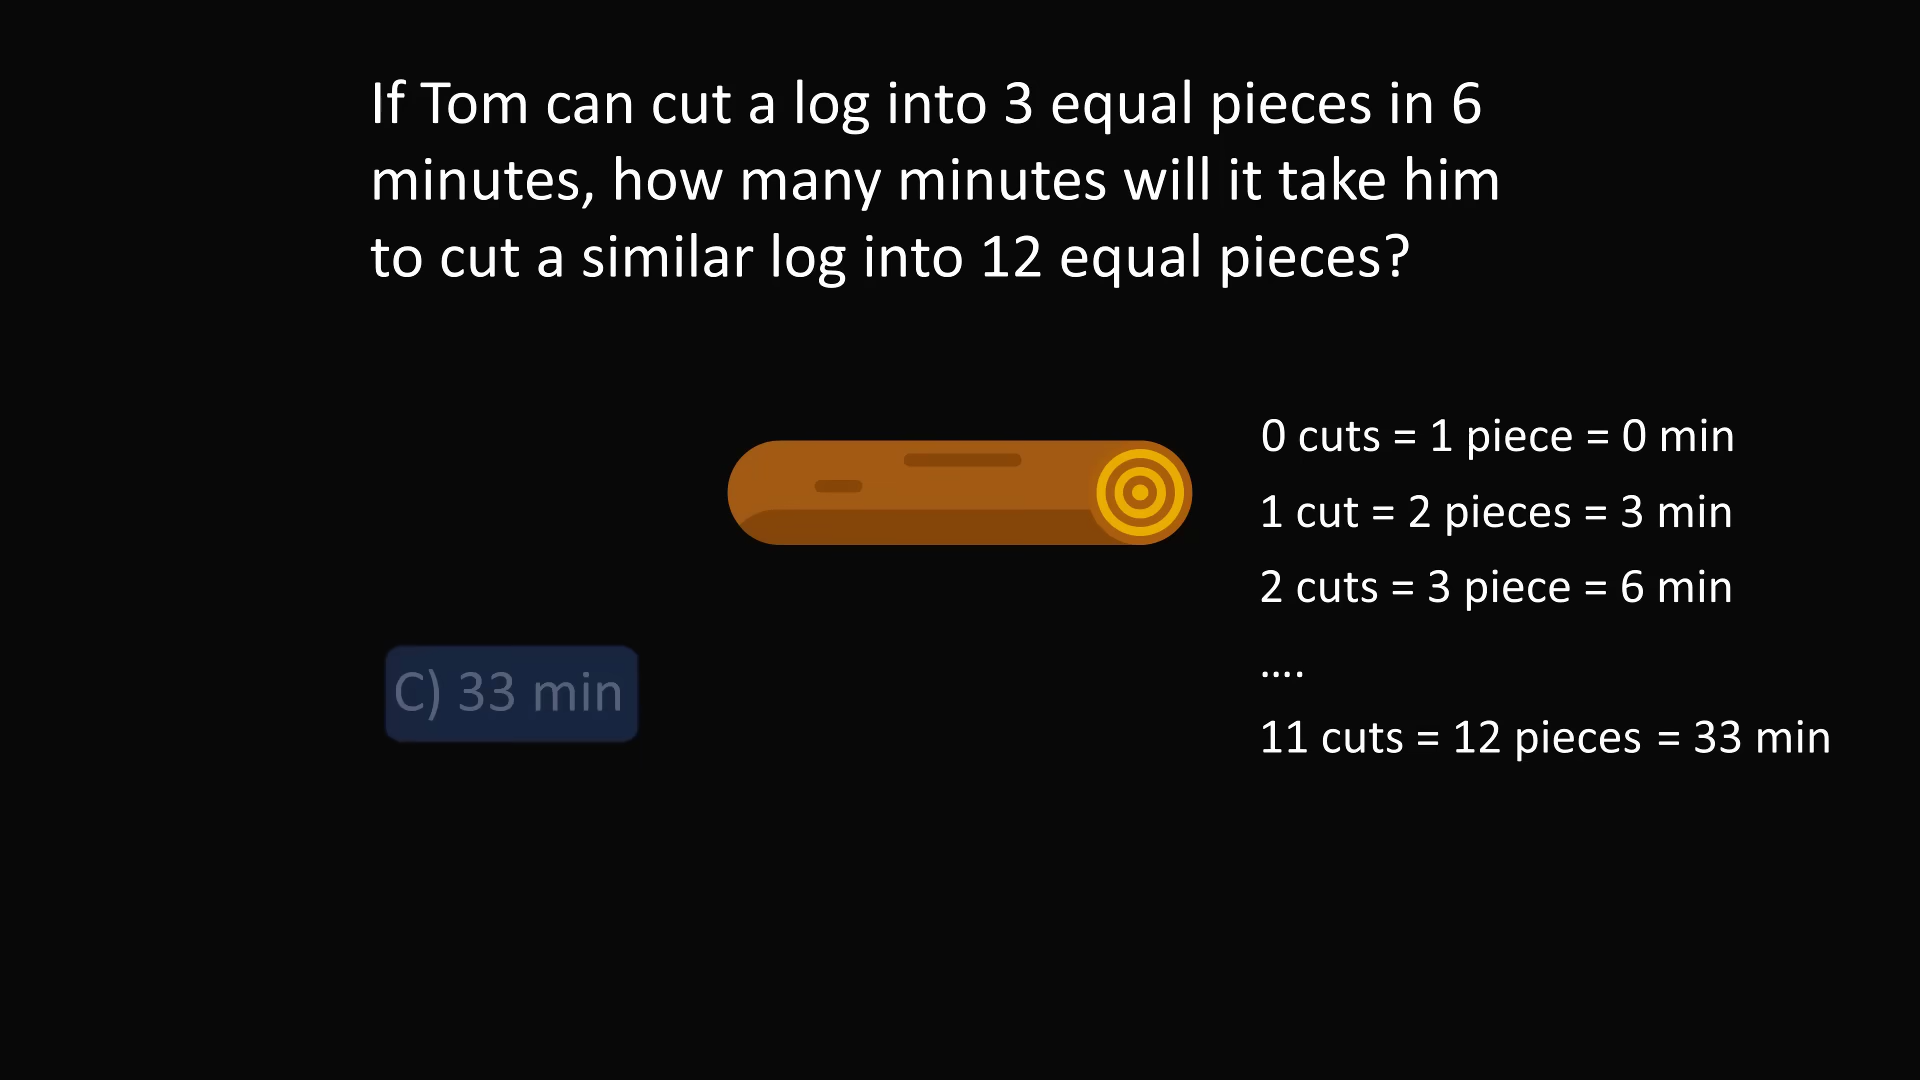 If Tom can cut a log into 3 equal pieces in 6
minutes, how many minutes will it take him
to cut a similar log into 12 equal pieces?
0 cuts = 1 piece = 0 min
1 cut = 2 pieces = 3 min
2 cuts = 3 piece = 6 min
....
C) 33 min
11 cuts = 12 pieces = 33 min